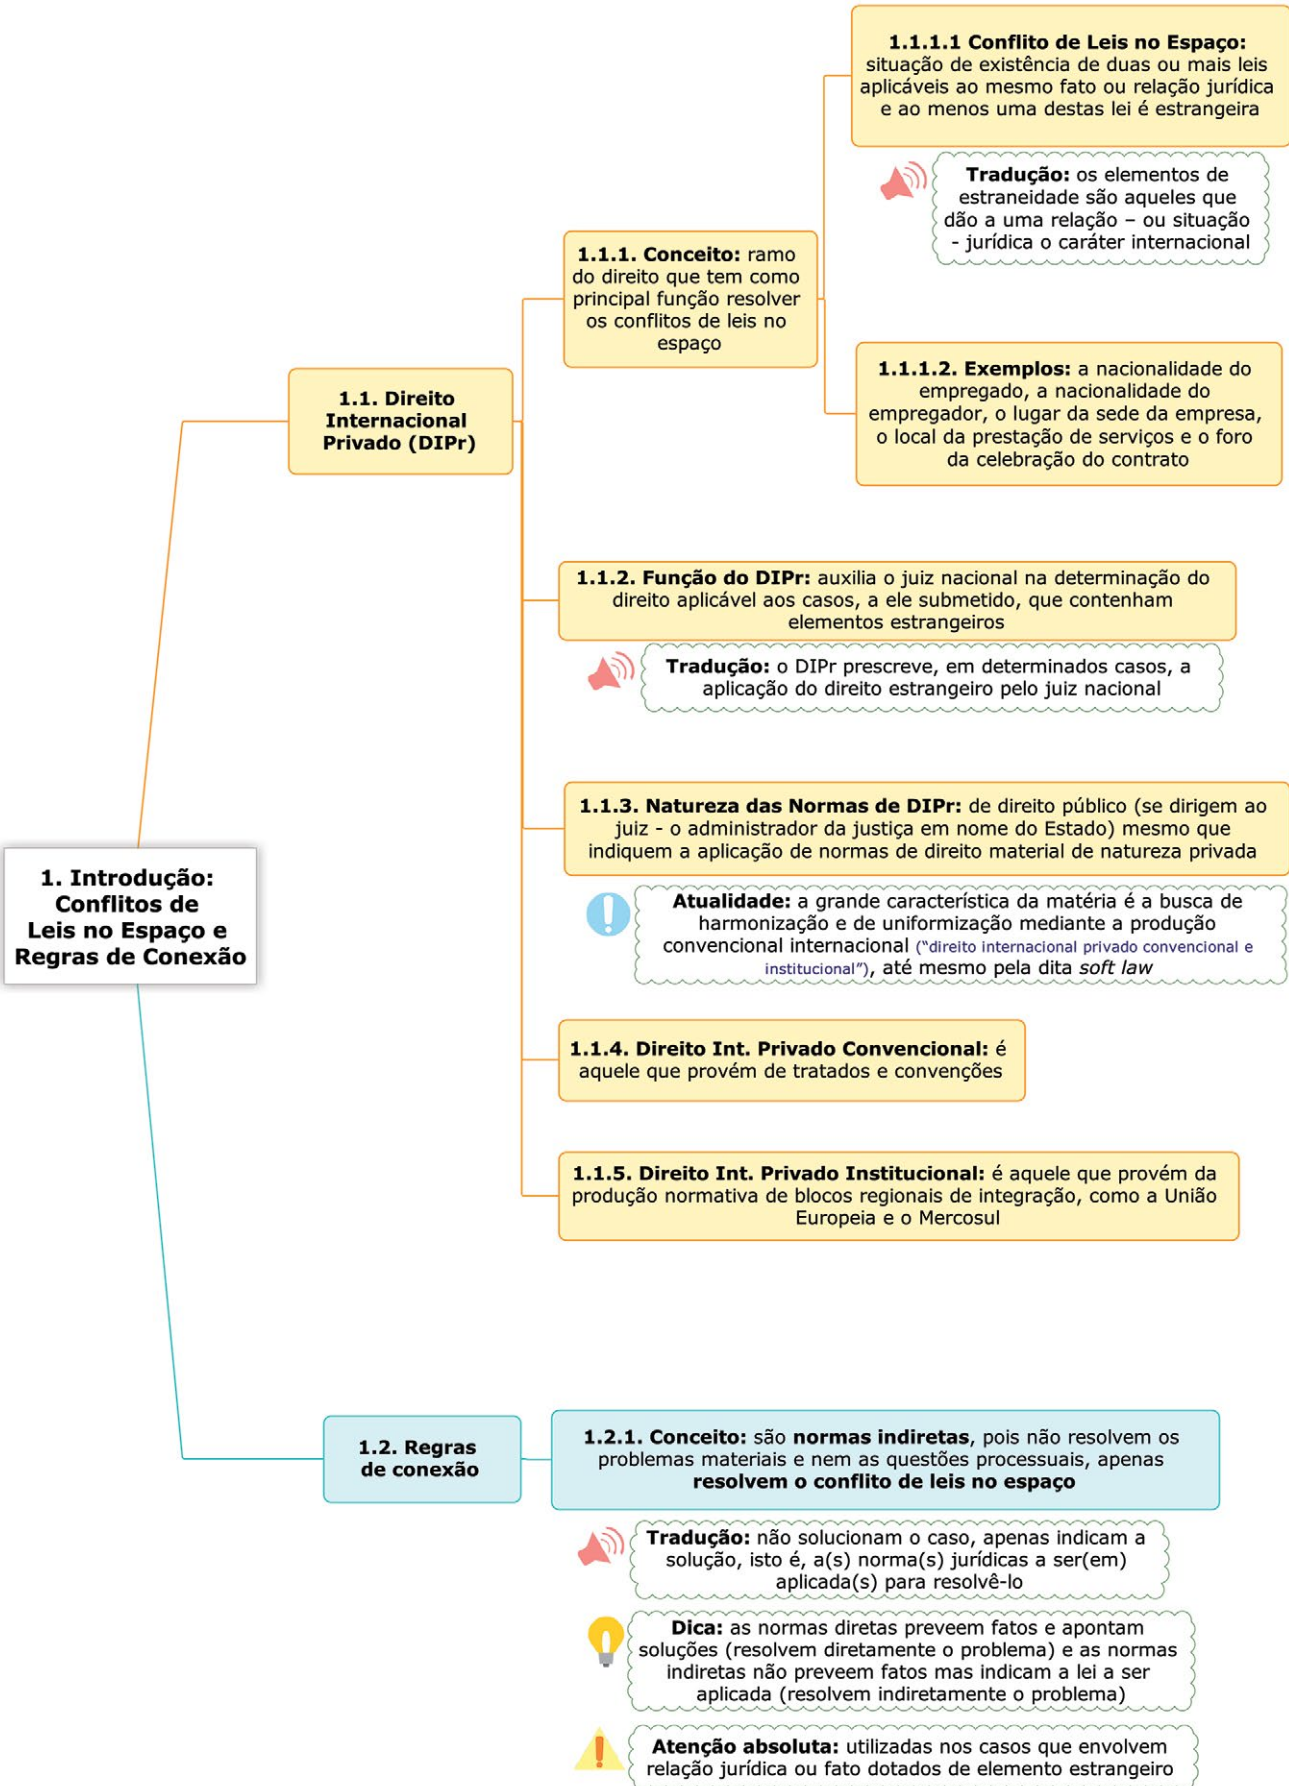 1. Introdução:
Conflitos de
Leis no Espaço e
Regras de Conexão
1.1. Direito
Internacional
Privado (DIPr)
1.1.1. Conceito: ramo
do direito que tem como
principal função resolver
os conflitos de leis no
espaço
1.1.1.1 Conflito de Leis no Espaço:
situação de existência de duas ou mais leis
aplicáveis ao mesmo fato ou relação jurídica
e ao menos uma destas lei é estrangeira
Tradução: os elementos de
estraneidade são aqueles que
dão a uma relação – ou situação
- jurídica o caráter internacional
1.1.1.2. Exemplos: a nacionalidade do
empregado, a nacionalidade do
empregador, o lugar da sede da empresa,
o local da prestação de serviços e o foro
da celebração do contrato
1.1.2. Função do DIPr: auxilia o juiz nacional na determinação do
direito aplicável aos casos, a ele submetido, que contenham
elementos estrangeiros
Tradução: o DIPr prescreve, em determinados casos, a
aplicação do direito estrangeiro pelo juiz nacional
1.1.3. Natureza das Normas de DIPr: de direito público (se dirigem ao
juiz - o administrador da justiça em nome do Estado) mesmo que
indiquem a aplicação de normas de direito material de natureza privada
Atualidade: a grande característica da matéria é a busca de
harmonização e de uniformização mediante a produção
convencional internacional (“direito internacional privado convencional e
institucional”), até mesmo pela dita soft law
1.1.4. Direito Int. Privado Convencional: é
aquele que provém de tratados e convenções
1.1.5. Direito Int. Privado Institucional: é aquele que provém da
produção normativa de blocos regionais de integração, como a União
Europeia e o Mercosul
1.2. Regras
de conexão
1.2.1. Conceito: são normas indiretas, pois não resolvem os
problemas materiais e nem as questões processuais, apenas
resolvem o conflito de leis no espaço
Tradução: não solucionam o caso, apenas indicam a
solução, isto é, a(s) norma(s) jurídicas a ser(em)
aplicada(s) para resolvê-lo
Dica: as normas diretas preveem fatos e apontam
soluções (resolvem diretamente o problema) e as normas
indiretas não preveem fatos mas indicam a lei a ser
aplicada (resolvem indiretamente o problema)
Atenção absoluta: utilizadas nos casos que envolvem
relação jurídica ou fato dotados de elemento estrangeiro